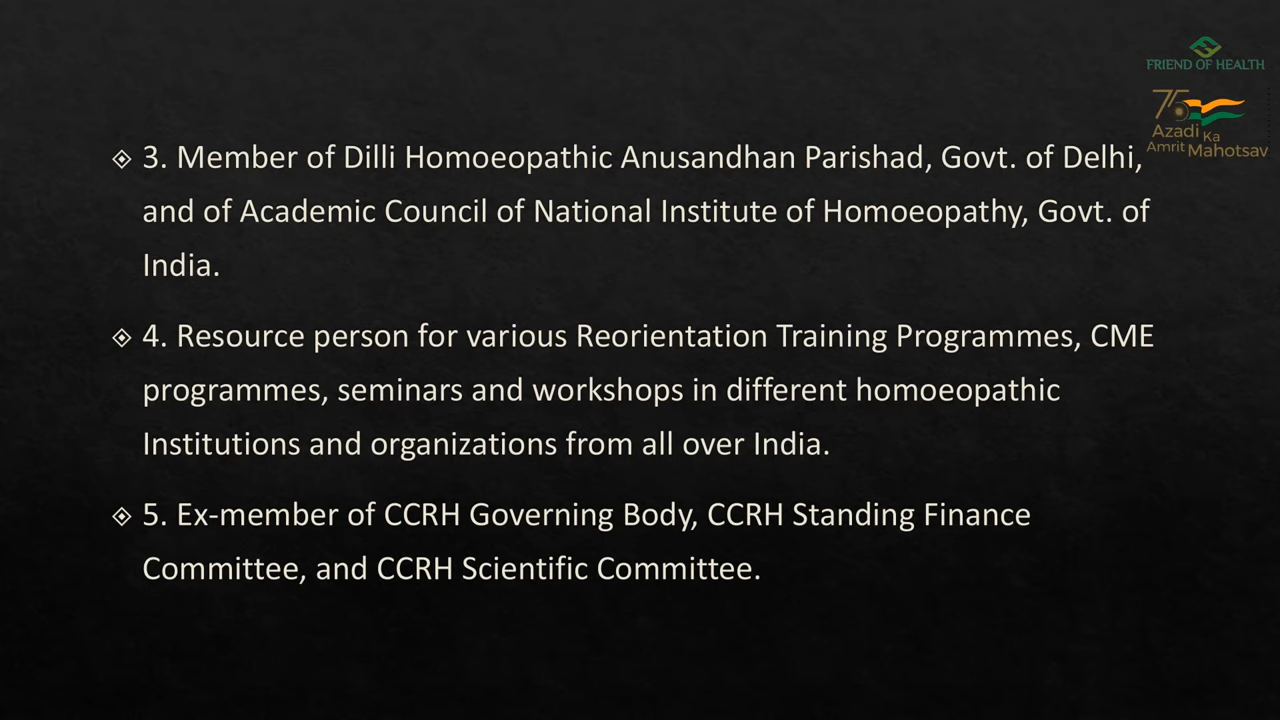 FRIEND OF HEALTH
75
Azadi Ka
Amrit Mahotsav
3. Member of Dilli Homoeopathic Anusandhan Parishad, Govt. of Delhi,
and of Academic Council of National Institute of Homoeopathy, Govt. of
India.
4. Resource person for various Reorientation Training Programmes, CME
programmes, seminars and workshops in different homoeopathic
Institutions and organizations from all over India.
5. Ex-member of CCRH Governing Body, CCRH Standing Finance
Committee, and CCRH Scientific Committee.